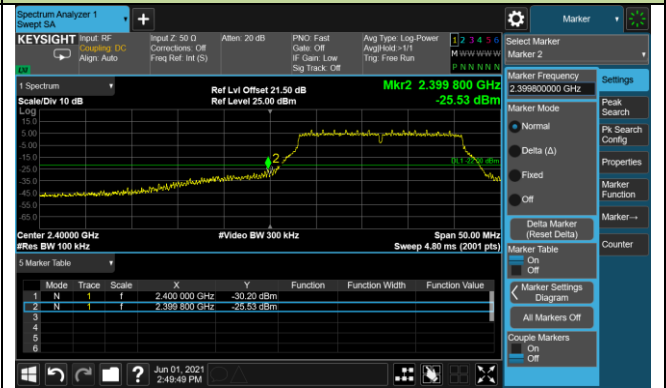 Spectrum Analyzer 1
Swept SA
Marker
KEYSIGHT Input: RF Input Z: 50 Ω Atten: 20 dB PNO: Fast Avg Type: Log-Power 1 2 3 4 5 6
Coupling: DC Corrections: Off Gate: Off Avg|Hold:>1/1 M W W W W W
Align: Auto Freq Ref: Int (S) IF Gain: Low Trig: Free Run
Sig Track: Off P N N N N N
Select Marker
Marker 2
1 Spectrum
Ref Lvl Offset 21.50 dB Mkr2 2.399 800 GHz
Scale/Div 10 dB Ref Level 25.00 dBm -25.53 dBm
Log
15.0
5.00
-5.00
-15.0
-25.0
-35.0
-45.0
-55.0
-65.0
2
Center 2.40000 GHz #Video BW 300 kHz Span 50.00 MHz
#Res BW 100 kHz Sweep 4.80 ms (2001 pts)
5 Marker Table
Mode Trace Scale X Y Function Function Width Function Value
1 N 1 f 2.400 000 GHz -30.20 dBm
2 N 1 f 2.399 800 GHz -25.53 dBm
3
4
5
6
Marker Frequency
2.399800000 GHz
Marker Mode
Normal
Delta (Δ)
Fixed
Off
Delta Marker
(Reset Delta)
Marker Table
On
Off
Marker Settings
Diagram
All Markers Off
Couple Markers
On
Off
Settings
Peak
Search
Pk Search
Config
Properties
Marker
Function
Marker→
Counter
Jun 01, 2021
2:49:49 PM